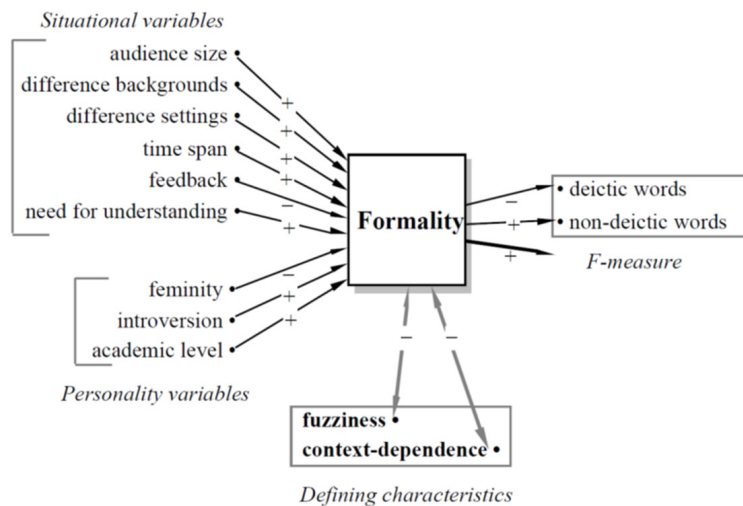 Situational variables
audience size •
difference backgrounds •
difference settings •
time span •
feedback •
need for understanding •
+
+
+
+
–
+
feminity •
introversion •
academic level •
–
+
+
Personality variables
Formality
–
+
+
• deictic words
• non-deictic words
F-measure
–
–
fuzziness •
context-dependence •
Defining characteristics